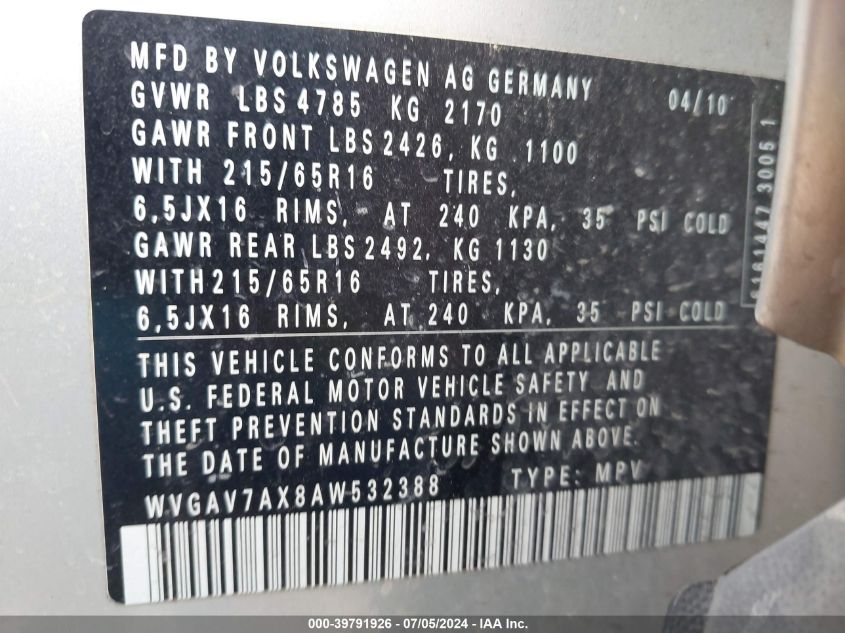 MFD BY VOLKSWAGEN AG GERMANY
GVWR LBS 4785 KG 2170 04/10
GAWR FRONT LBS 2426, KG 1100
WITH 215/65R16 TIRES,
6,5JX16 RIMS, AT 240 KPA, 35 PSI COLD
GAWR REAR LBS 2492, KG 1130
WITH 215/65R16 TIRES,
6,5JX16 RIMS, AT 240 KPA, 35 PSI COLD
THIS VEHICLE CONFORMS TO ALL APPLICABLE
U.S. FEDERAL MOTOR VEHICLE SAFETY AND
THEFT PREVENTION STANDARDS IN EFFECT ON
THE DATE OF MANUFACTURE SHOWN ABOVE.
WVGAV7AX8AW532388 TYPE: MPV
3005 1
000-39791926 - 07/05/2024 - IAA Inc.